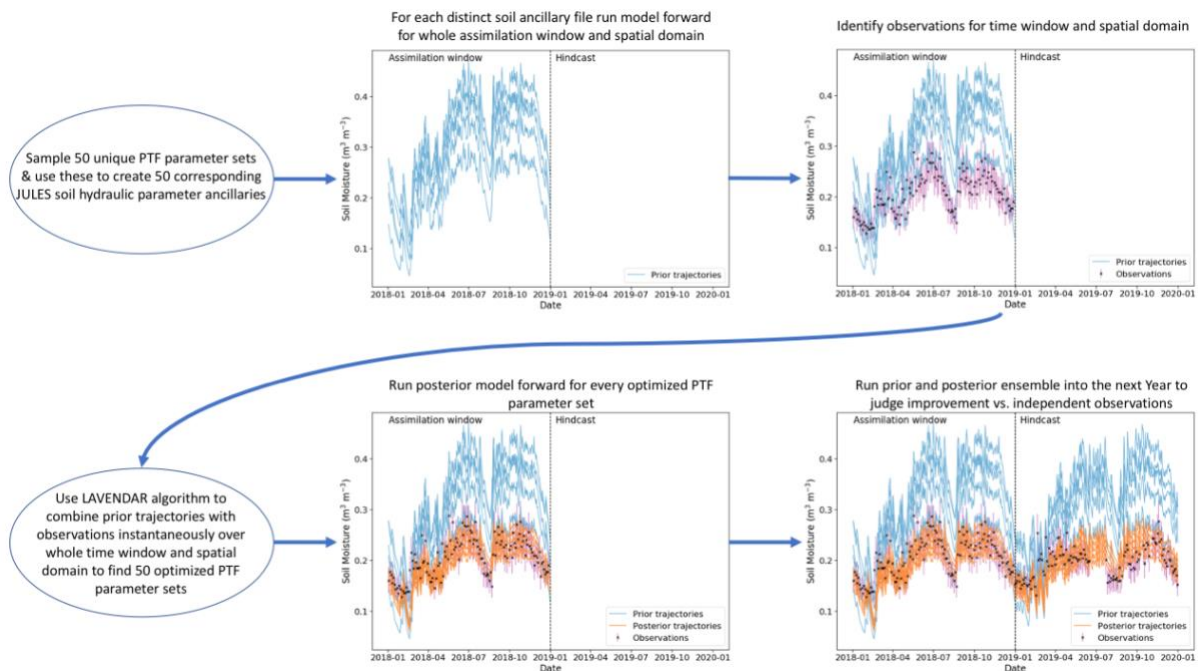 Sample 50 unique PTF parameter sets
& use these to create 50 corresponding
JULES soil hydraulic parameter ancillaries
For each distinct soil ancillary file run model forward
for whole assimilation window and spatial domain
Assimilation window
Hindcast
Soil Moisture (m³ m⁻³)
0.4
0.3
0.2
0.1
Prior trajectories
2018-01 2018-04 2018-07 2018-10 2019-01 2019-04 2019-07 2019-10 2020-01
Date
Identify observations for time window and spatial domain
Assimilation window
Hindcast
Soil Moisture (m³ m⁻³)
0.4
0.3
0.2
0.1
Prior trajectories
Observations
2018-01 2018-04 2018-07 2018-10 2019-01 2019-04 2019-07 2019-10 2020-01
Date
Use LAVENDAR algorithm to
combine prior trajectories with
observations instantaneously over
whole time window and spatial
domain to find 50 optimized PTF
parameter sets
Run posterior model forward for every optimized PTF
parameter set
Assimilation window
Hindcast
Soil Moisture (m³ m⁻³)
0.4
0.3
0.2
0.1
Prior trajectories
Posterior trajectories
Observations
2018-01 2018-04 2018-07 2018-10 2019-01 2019-04 2019-07 2019-10 2020-01
Date
Run prior and posterior ensemble into the next Year to
judge improvement vs. independent observations
Assimilation window
Hindcast
Soil Moisture (m³ m⁻³)
0.4
0.3
0.2
0.1
Prior trajectories
Posterior trajectories
Observations
2018-01 2018-04 2018-07 2018-10 2019-01 2019-04 2019-07 2019-10 2020-01
Date